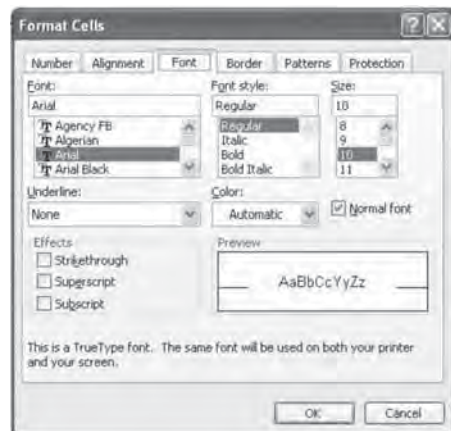 Format Cells
Number Alignment Font Border Patterns Protection
Font: Font style: Size:
Arial Regular 10
Agency FB Regular 8
Algerian Italic 9
Arial Bold 10
Arial Black Bold Italic 11
Underline: Color:
None Automatic Normal font
Effects Preview
Strikethrough
Superscript AaBbCcYyZz
Subscript
This is a TrueType font. The same font will be used on both your printer
and your screen.
OK Cancel